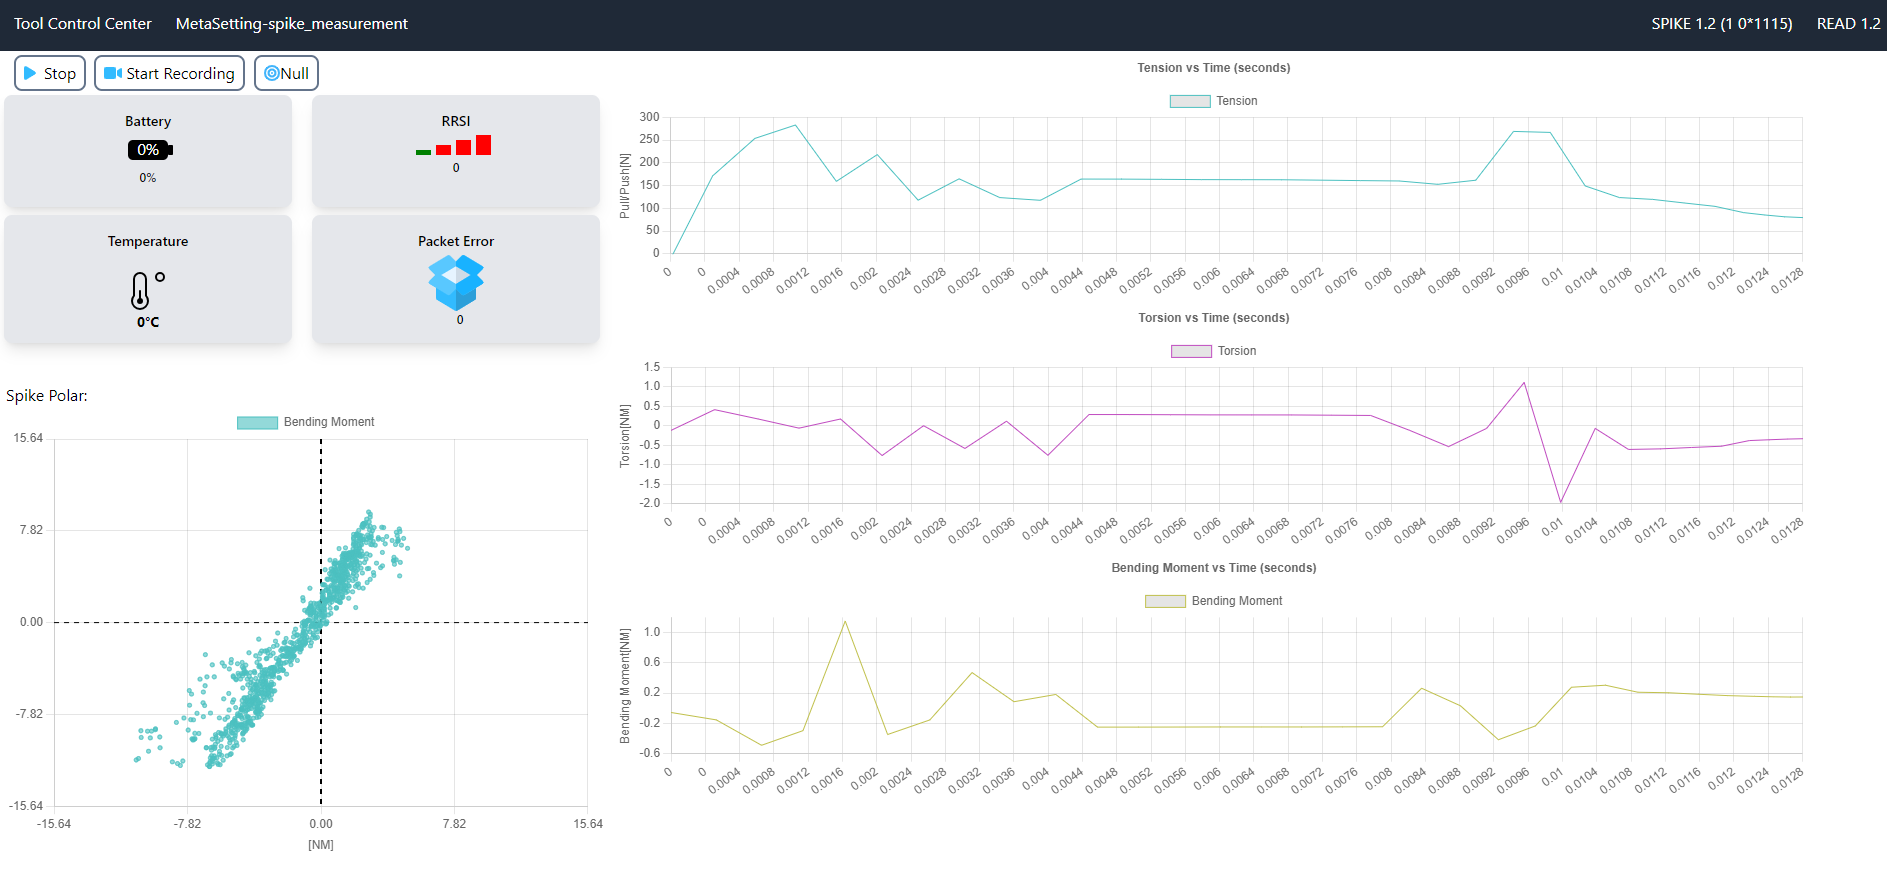 Tool Control Center MetaSetting-spike_measurement SPIKE 1.2 (1 0*1115) READ 1.2
Stop Start Recording Null
Battery
0%
0%
RRSI
0
Temperature
0°C
Packet Error
0
Spike Polar:
Bending Moment
15.64
7.82
0.00
-7.82
-15.64
-15.64 -7.82 0.00 7.82 15.64
[NM]
Tension vs Time (seconds)
Tension
Pull/Push[N]
300
250
200
150
100
50
0
0 0 0.0004 0.0008 0.0012 0.0016 0.002 0.0024 0.0028 0.0032 0.0036 0.004 0.0044 0.0048 0.0052 0.0056 0.006 0.0064 0.0068 0.0072 0.0076 0.008 0.0084 0.0088 0.0092 0.0096 0.01 0.0104 0.0108 0.0112 0.0116 0.012 0.0124 0.0128
Torsion vs Time (seconds)
Torsion
Torsion[NM]
1.5
1.0
0.5
0
-0.5
-1.0
-1.5
-2.0
0 0 0.0004 0.0008 0.0012 0.0016 0.002 0.0024 0.0028 0.0032 0.0036 0.004 0.0044 0.0048 0.0052 0.0056 0.006 0.0064 0.0068 0.0072 0.0076 0.008 0.0084 0.0088 0.0092 0.0096 0.01 0.0104 0.0108 0.0112 0.0116 0.012 0.0124 0.0128
Bending Moment vs Time (seconds)
Bending Moment
Bending Moment[NM]
1.0
0.6
0.2
-0.2
-0.6
0 0 0.0004 0.0008 0.0012 0.0016 0.002 0.0024 0.0028 0.0032 0.0036 0.004 0.0044 0.0048 0.0052 0.0056 0.006 0.0064 0.0068 0.0072 0.0076 0.008 0.0084 0.0088 0.0092 0.0096 0.01 0.0104 0.0108 0.0112 0.0116 0.012 0.0124 0.0128